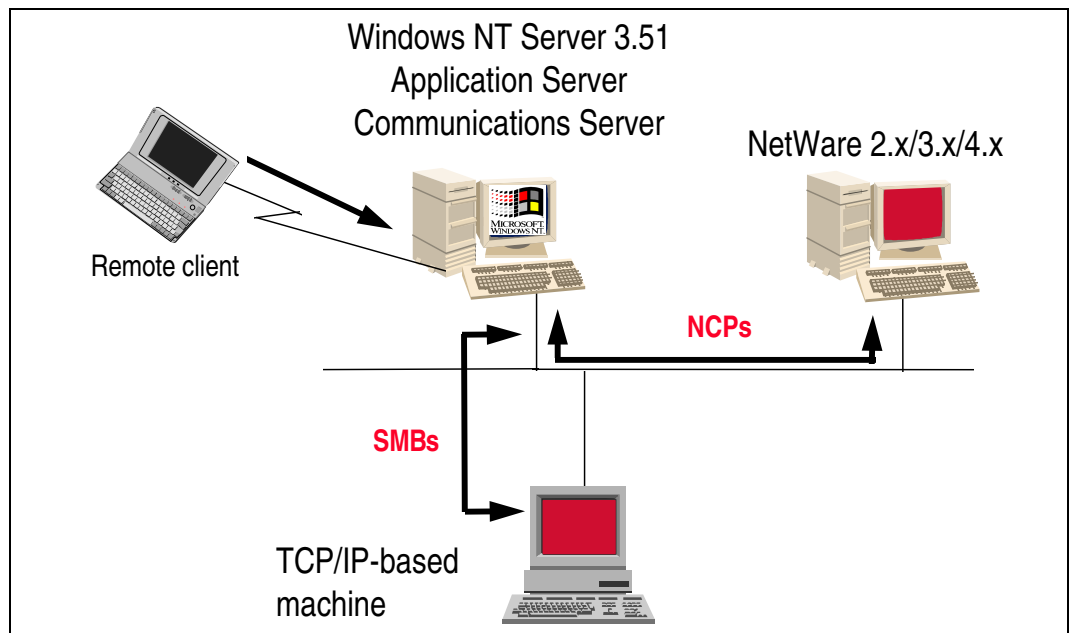 Windows NT Server 3.51
Application Server
Communications Server
NetWare 2.x/3.x/4.x
MICROSOFT
WINDOWS NT
Remote client
NCPs
SMBs
TCP/IP-based
machine